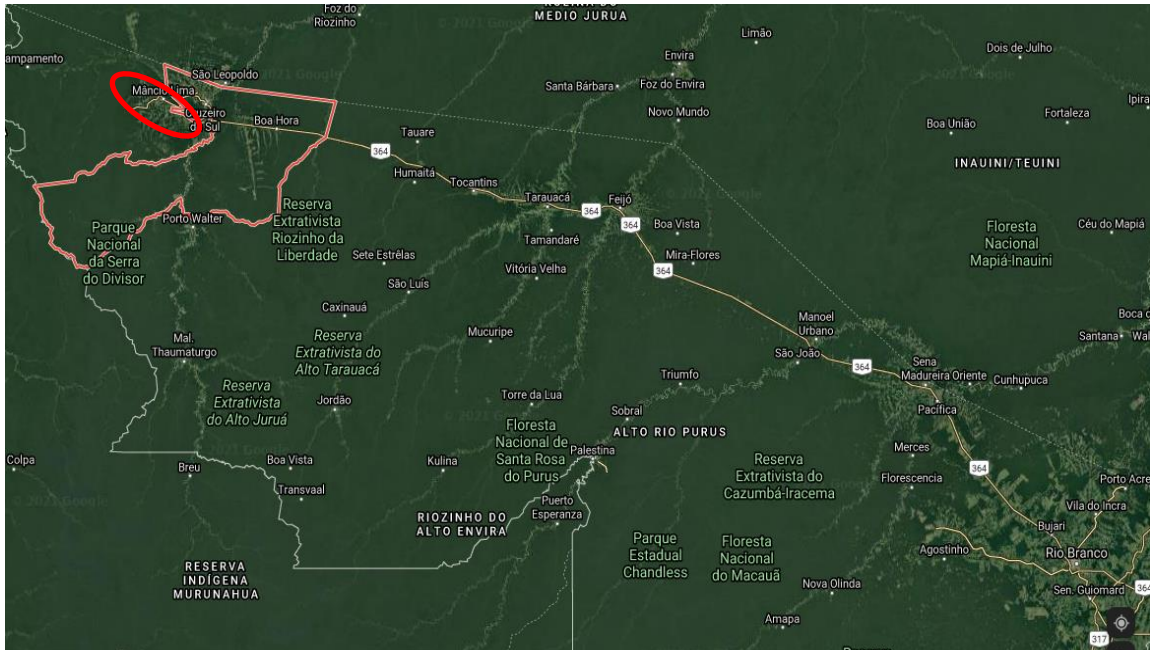 Foz do
Riozinho
MEDIO JURUA
Limão
Dois de Julho
Envira
ampamento
São Leopoldo
Santa Bárbara
Foz do Envira
Mâncio Lima
Cruzeiro
do Sul
Boa Hora
Novo Mundo
Fortaleza
Ipira
Boa União
Tauare
364
INAUINI/TEUINI
Humaitá
Tocantins
Tarauacá
Feijó
364
364
Boa Vista
Tamandaré
Porto Walter
Reserva
Extrativista
Riozinho da
Liberdade
Parque
Nacional
da Serra
do Divisor
Sete Estrêlas
Mira-Flores
364
Vitória Velha
São Luís
Floresta
Nacional
Mapiá-Inauini
Céu do Mapiá
Caxinauá
Mucuripe
Manoel
Urbano
Boca d
Santana
Wal
Mal.
Thaumaturgo
Reserva
Extrativista do
Alto Tarauacá
São João
364
Sena
Madureira
Oriente
Cunhupuca
Triumfo
Reserva
Extrativista
do Alto Juruá
Jordão
Torre da Lua
Sobral
Pacífica
ALTO RIO PURUS
Floresta
Nacional de
Santa Rosa
do Purus
Palestina
Merces
Colpa
Breu
Boa Vista
Kulina
Transvaal
Reserva
Extrativista do
Cazumbá-Iracema
Florescencia
364
Porto Acre
Vila do Incra
Puerto
Esperanza
RIOZINHO DO
ALTO ENVIRA
Bujari
Parque
Estadual
Chandless
Floresta
Nacional
do Macauã
Agostinho
Rio Branco
RESERVA
INDÍGENA
MURUNAHUA
Nova Olinda
Sen. Guiomard
364
Amapa
317